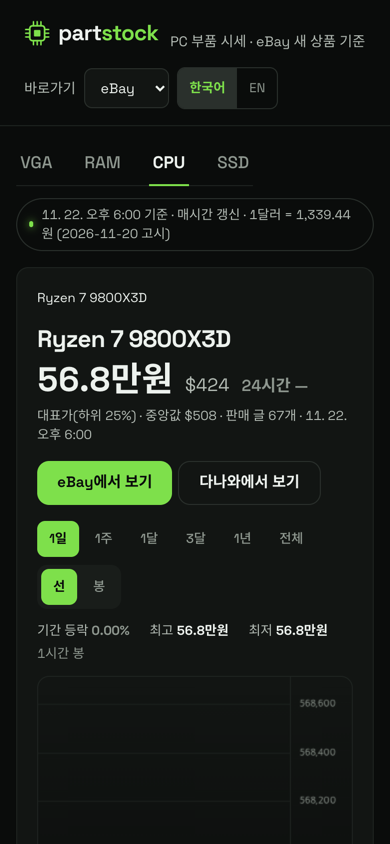 partstock
PC 부품 시세 · eBay 새 상품 기준
바로가기 eBay 한국어 EN
VGA RAM CPU SSD
11. 22. 오후 6:00 기준 · 매시간 갱신 · 1달러 = 1,339.44
원 (2026-11-20 고시)
Ryzen 7 9800X3D
Ryzen 7 9800X3D
56.8만원 $424 24시간 —
대표가(하위 25%) · 중앙값 $508 · 판매 글 67개 · 11. 22.
오후 6:00
eBay에서 보기 다나와에서 보기
1일 1주 1달 3달 1년 전체
선 봉
기간 등락 0.00% 최고 56.8만원 최저 56.8만원
1시간 봉
568,600
568,400
568,200